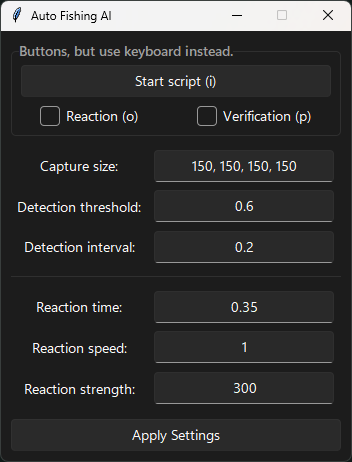 Auto Fishing AI
Buttons, but use keyboard instead.
Start script (i)
Reaction (o) Verification (p)
Capture size: 150, 150, 150, 150
Detection threshold: 0.6
Detection interval: 0.2
Reaction time: 0.35
Reaction speed: 1
Reaction strength: 300
Apply Settings